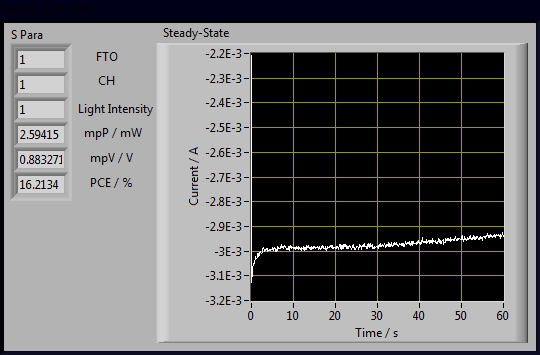 S Para
1 FTO
1 CH
1 Light Intensity
2.59415 mpP / mW
0.883271 mpV / V
16.2134 PCE / %
Steady-State
Current / A
-2.2E-3
-2.3E-3
-2.4E-3
-2.5E-3
-2.6E-3
-2.7E-3
-2.8E-3
-2.9E-3
-3E-3
-3.1E-3
-3.2E-3
0 10 20 30 40 50 60
Time / s